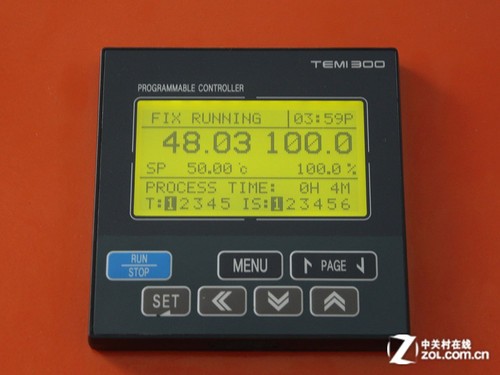 TEMI300
PROGRAMMABLE CONTROLLER
FIX RUNNING 03:59P
48.03 100.0
SP 50.00℃ 100.0%
PROCESS TIME: 0H 4M
T:12345 IS:123456
RUN
STOP
MENU
PAGE
SET
中关村在线
ZOL.COM.CN